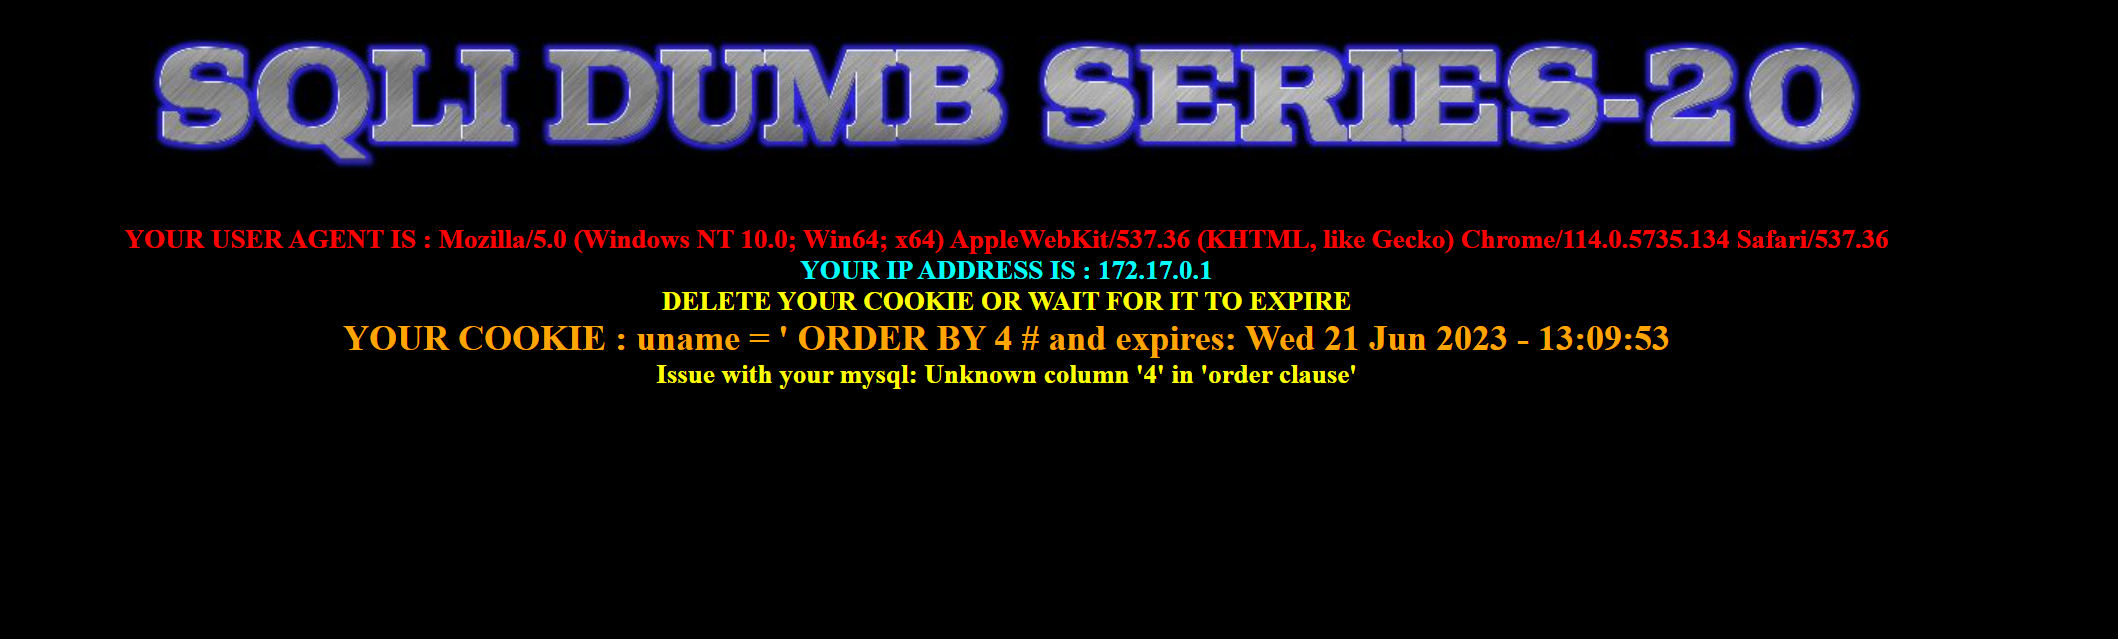 SQLI DUMB SERIES-20
YOUR USER AGENT IS : Mozilla/5.0 (Windows NT 10.0; Win64; x64) AppleWebKit/537.36 (KHTML, like Gecko) Chrome/114.0.5735.134 Safari/537.36
YOUR IP ADDRESS IS : 172.17.0.1
DELETE YOUR COOKIE OR WAIT FOR IT TO EXPIRE
YOUR COOKIE : uname = ' ORDER BY 4 # and expires: Wed 21 Jun 2023 - 13:09:53
Issue with your mysql: Unknown column '4' in 'order clause'